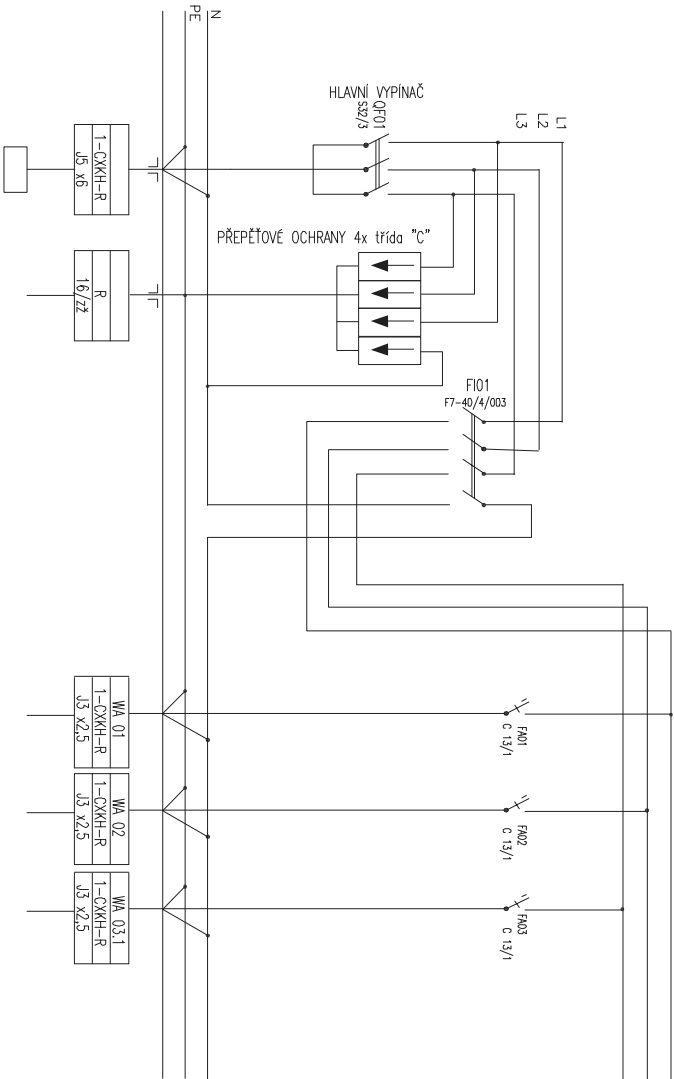 N
PE
HLAVNÍ VYPÍNAČ
QF01
S32/3
L1
L2
L3
1-CXKH-R
J5 x6
PŘEPĚŤOVÉ OCHRANY 4x třída "C"
R
16/zž
FI01
F7-40/4/003
WA 01
1-CXKH-R
J3 x2,5
FA01
C 13/1
WA 02
1-CXKH-R
J3 x2,5
FA02
C 13/1
WA 03.1
1-CXKH-R
J3 x2,5
FA03
C 13/1